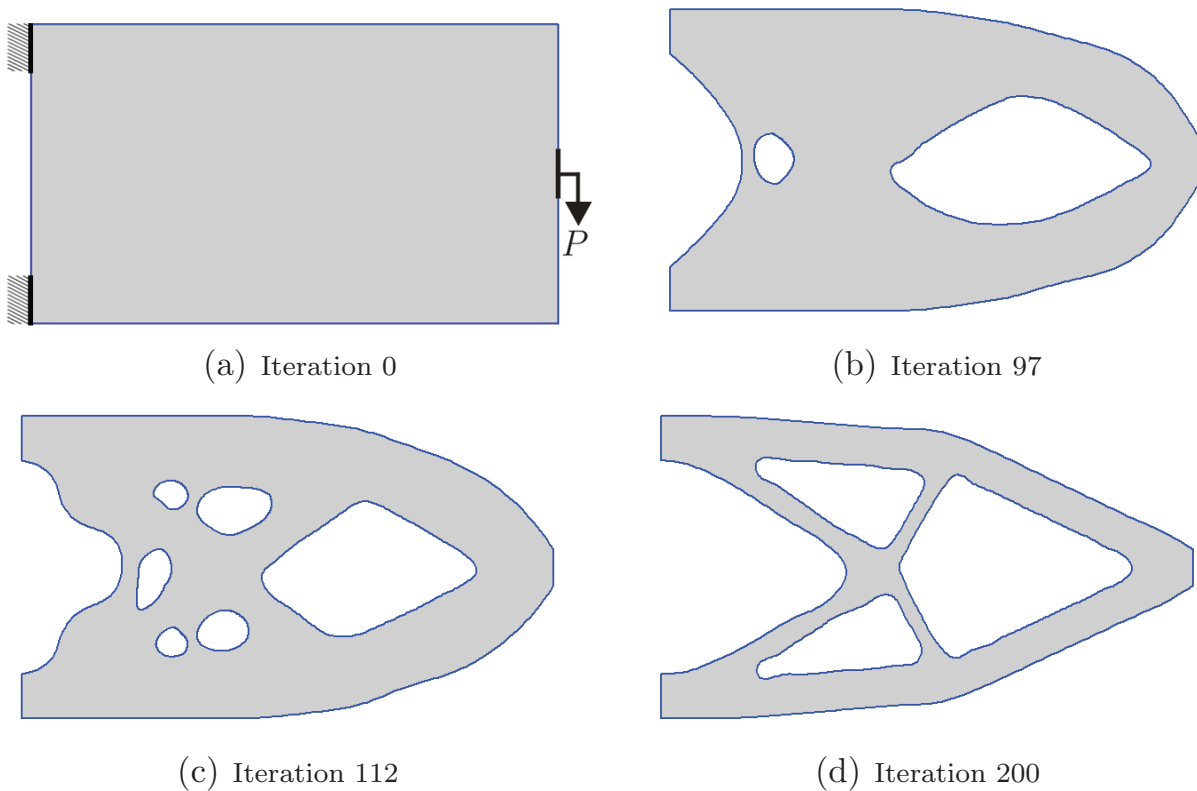 P
(a) Iteration 0
(b) Iteration 97
(c) Iteration 112
(d) Iteration 200